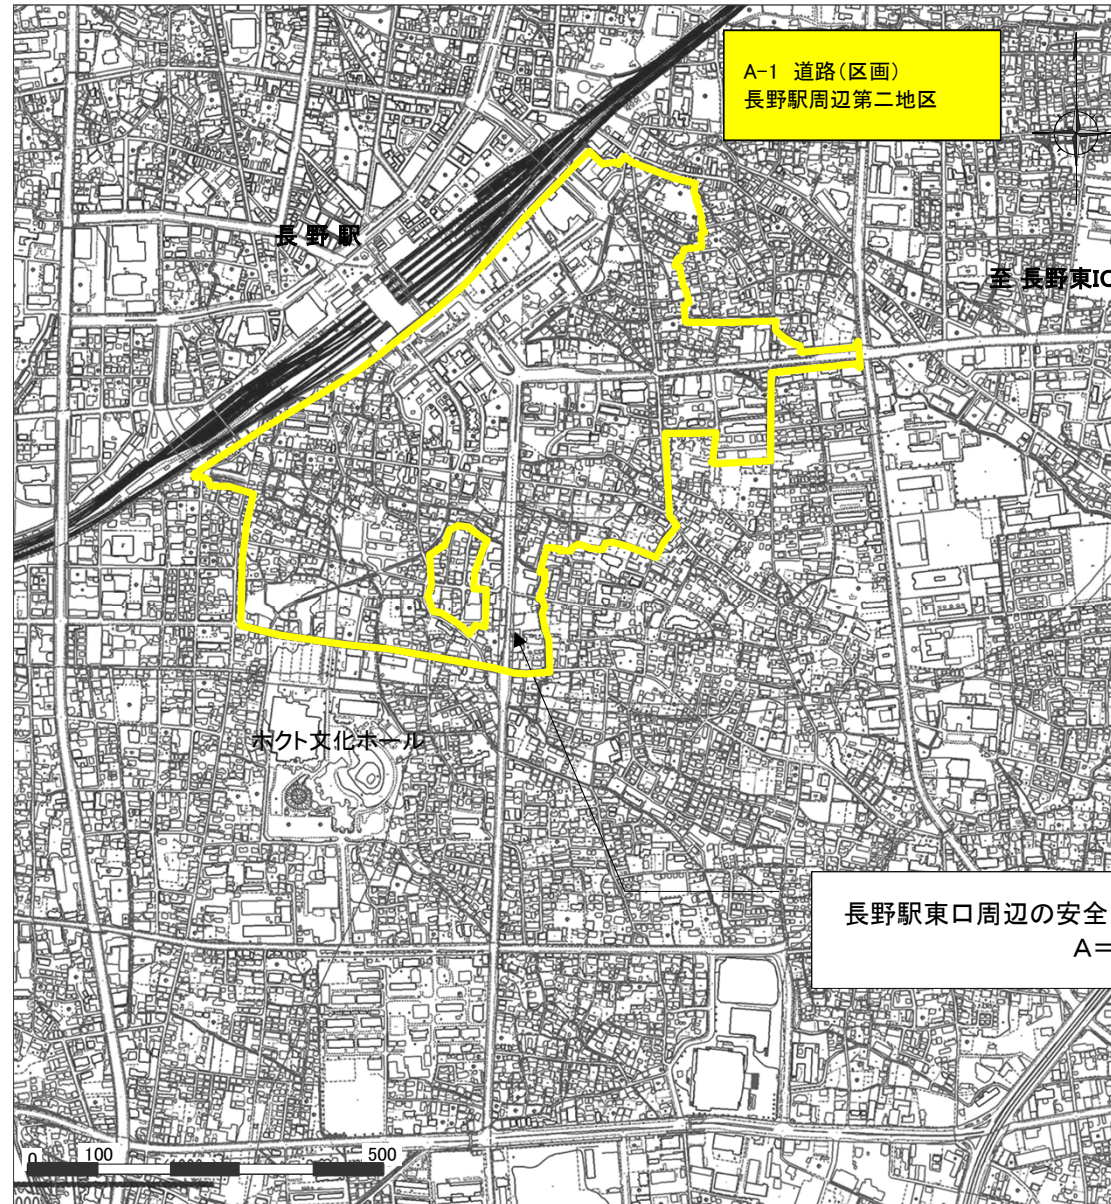 A-1 道路(区画)
長野駅周辺第二地区
長野駅
至 長野東IC
ホクト文化ホール
長野駅東口周辺の安全
A=
0 100 500